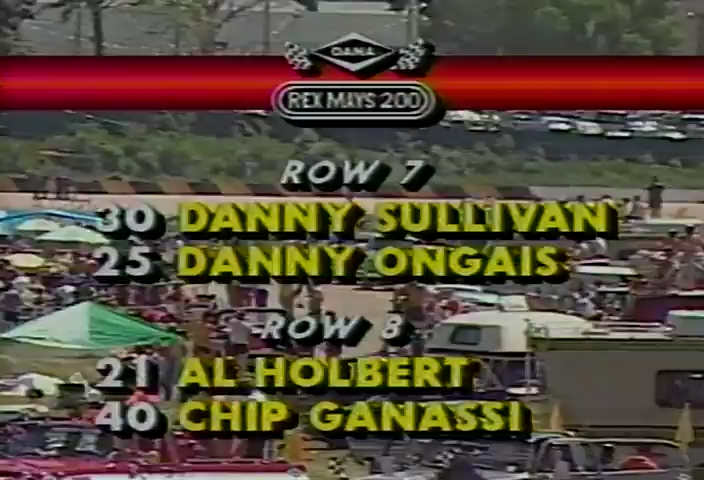 DANA
REX MAYS 200
ROW 7
30 DANNY SULLIVAN
25 DANNY ONGAIS
ROW 8
21 AL HOLBERT
40 CHIP GANASSI